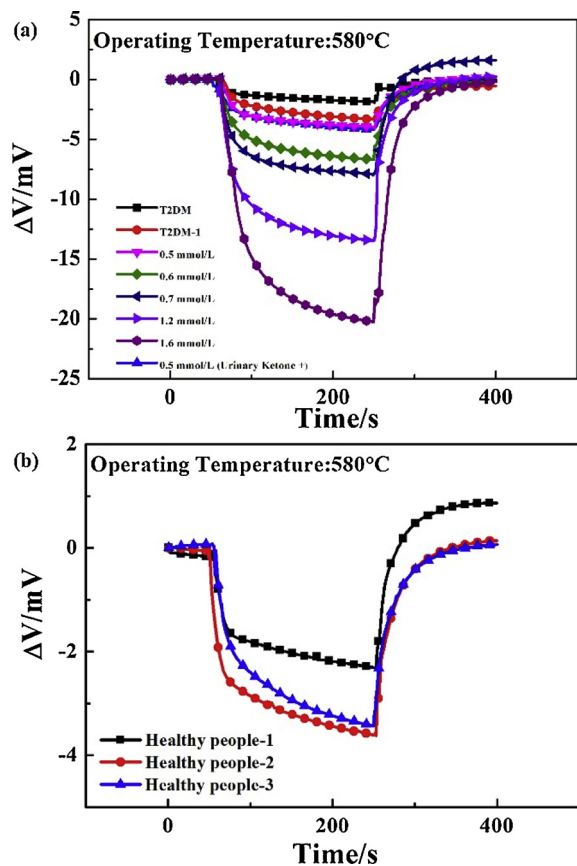 (a)
Operating Temperature:580°C
5
0
-5
-10
-15
-20
-25
ΔV/mV
T2DM
T2DM-1
0.5 mmol/L
0.6 mmol/L
0.7 mmol/L
1.2 mmol/L
1.6 mmol/L
0.5 mmol/L (Urinary Ketone +)
0 200 400
Time/s
(b)
Operating Temperature:580°C
2
0
-2
-4
ΔV/mV
Healthy people-1
Healthy people-2
Healthy people-3
0 200 400
Time/s